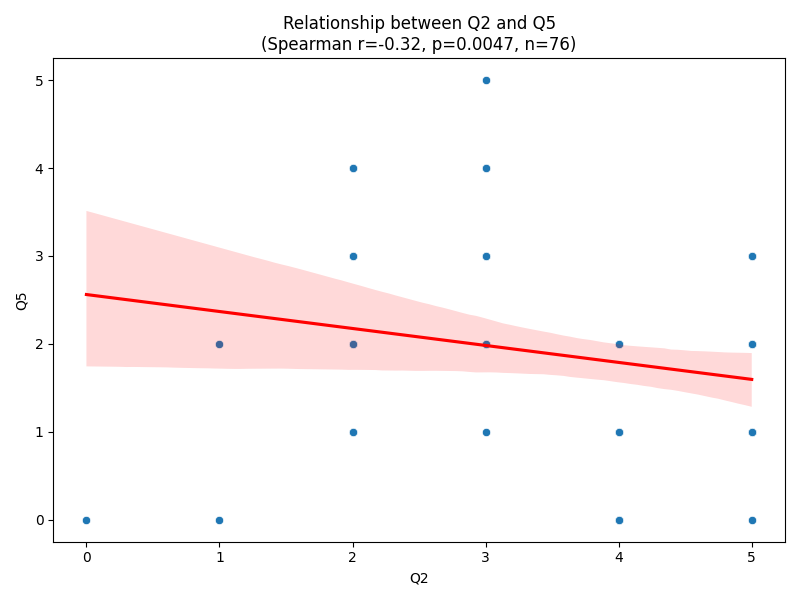 Relationship between Q2 and Q5
(Spearman r=-0.32, p=0.0047, n=76)
5
4
3
2
1
0
Q5
0 1 2 3 4 5
Q2